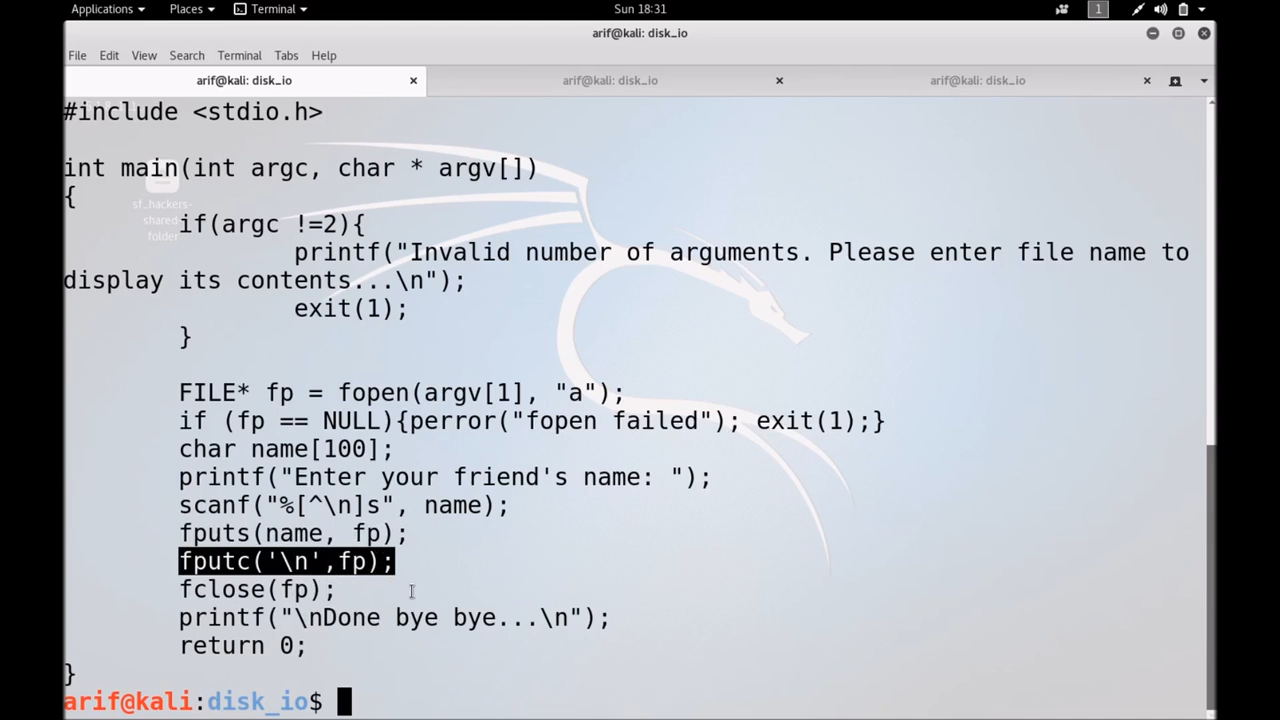 Applications Places Terminal Sun 18:31 1
arif@kali: disk_io
File Edit View Search Terminal Tabs Help
arif@kali: disk_io arif@kali: disk_io arif@kali: disk_io
#include <stdio.h>
int main(int argc, char * argv[])
{
if(argc !=2){
printf("Invalid number of arguments. Please enter file name to
display its contents...\n");
exit(1);
}
FILE* fp = fopen(argv[1], "a");
if (fp == NULL){perror("fopen failed"); exit(1);}
char name[100];
printf("Enter your friend's name: ");
scanf("%[^\n]s", name);
fputs(name, fp);
fputc('\n',fp);
fclose(fp);
printf("\nDone bye bye...\n");
return 0;
}
arif@kali:disk_io$
sf_hackers-
shared-
folder